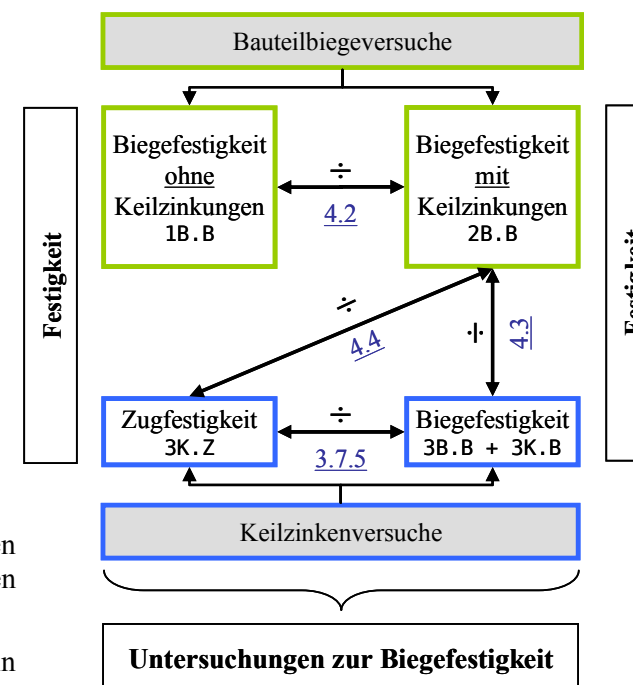 Bauteilbiegeversuche
Festigkeit
Biegefestigkeit
ohne
Keilzinkungen
1B.B
÷
4.2
Biegefestigkeit
mit
Keilzinkungen
2B.B
÷
4.4
÷
4.3
Zugfestigkeit
3K.Z
÷
3.7.5
Biegefestigkeit
3B.B + 3K.B
Keilzinkenversuche
Untersuchungen zur Biegefestigkeit